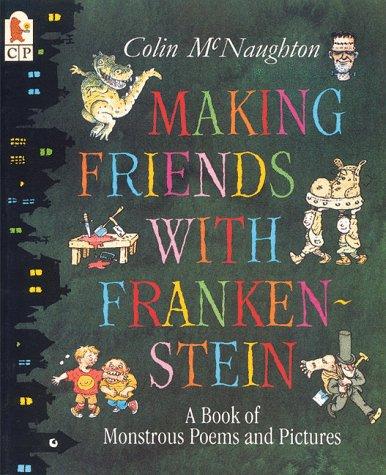 CP
Colin McNaughton
MAKING
FRIENDS
WITH
FRANKEN-
STEIN
A Book of
Monstrous Poems and Pictures